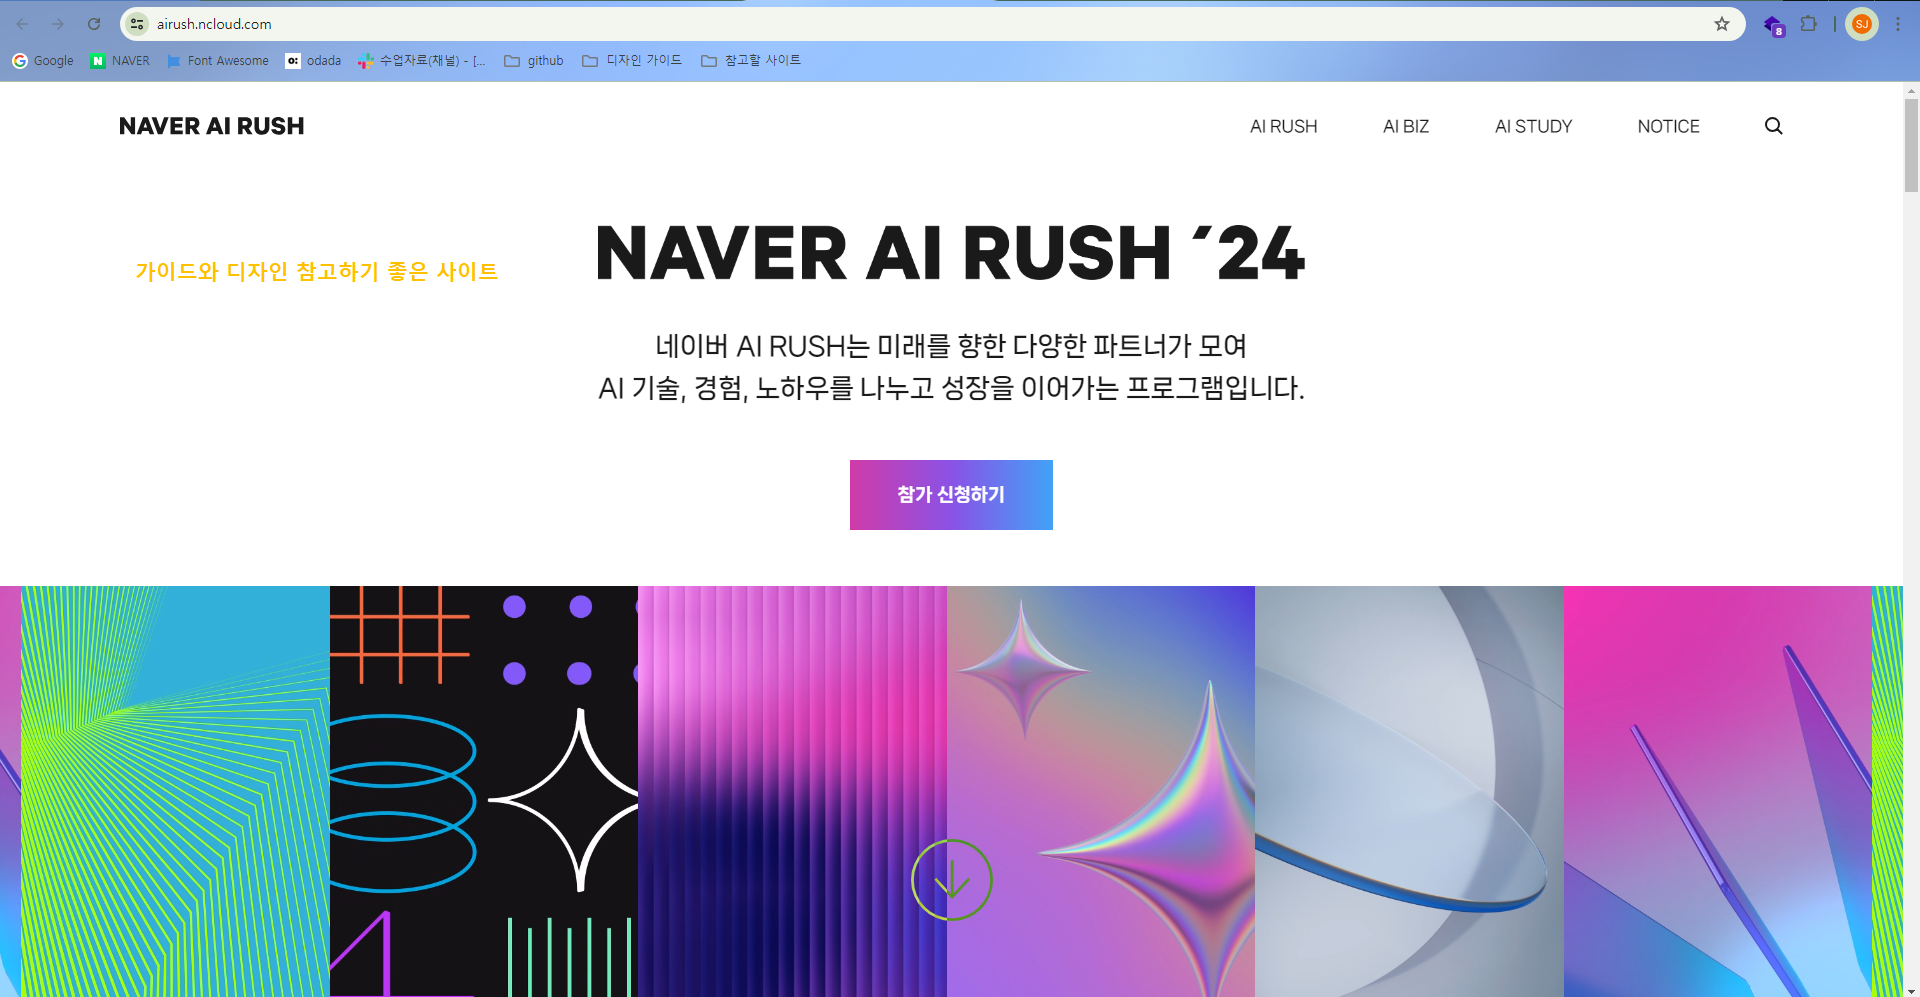 airush.ncloud.com
8
SJ
Google
NAVER
Font Awesome
o: odada
수업자료(채널) - [...
github
디자인 가이드
참고할 사이트
NAVER AI RUSH
AI RUSH
AI BIZ
AI STUDY
NOTICE
NAVER AI RUSH ´24
가이드와 디자인 참고하기 좋은 사이트
네이버 AI RUSH는 미래를 향한 다양한 파트너가 모여
AI 기술, 경험, 노하우를 나누고 성장을 이어가는 프로그램입니다.
참가 신청하기